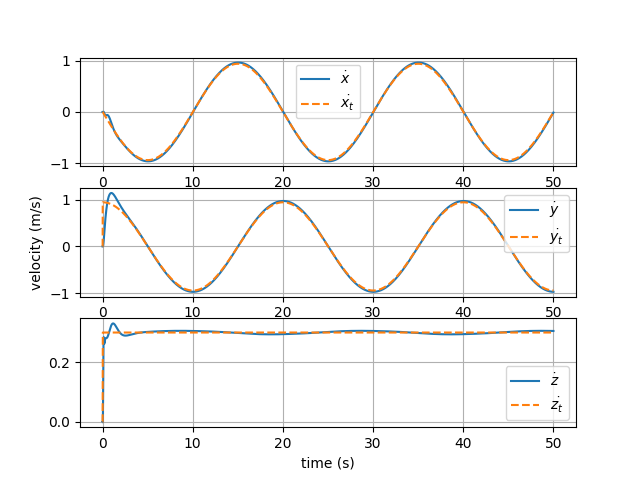 1
0
−1
ẋ
ẋₜ
0 10 20 30 40 50
velocity (m/s)
1
0
−1
ẏ
ẏₜ
0 10 20 30 40 50
0.2
0.0
ż
żₜ
0 10 20 30 40 50
time (s)